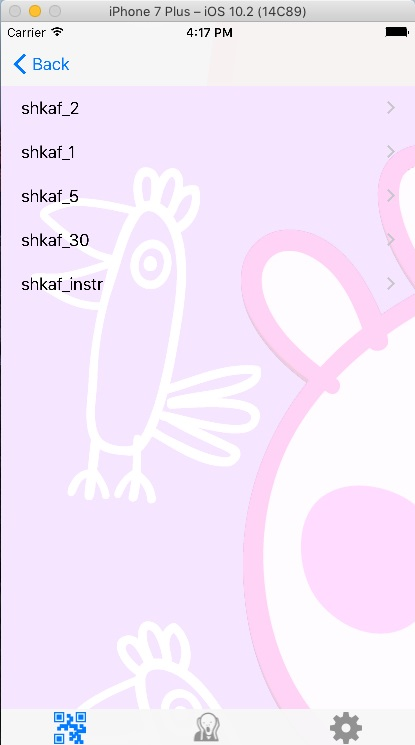 iPhone 7 Plus – iOS 10.2 (14C89)
Carrier 4:17 PM
Back
shkaf_2
shkaf_1
shkaf_5
shkaf_30
shkaf_instr